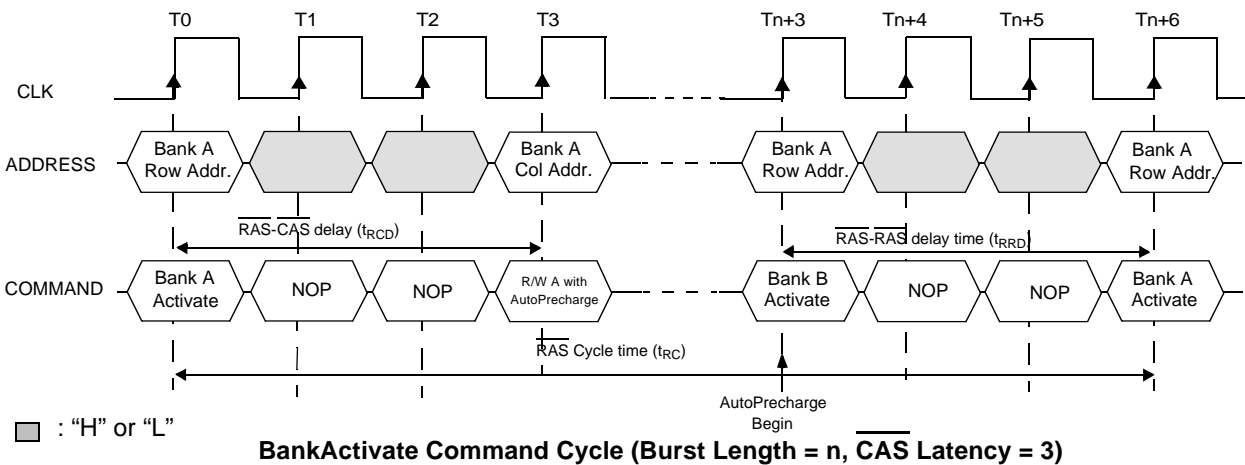 T0 T1 T2 T3 Tn+3 Tn+4 Tn+5 Tn+6
CLK
ADDRESS
Bank A
Row Addr.
Bank A
Col Addr.
Bank A
Row Addr.
Bank A
Row Addr.
RAS-CAS delay (tRCD)
RAS-RAS delay time (tRRD)
COMMAND
Bank A
Activate
NOP
NOP
R/W A with
AutoPrecharge
Bank B
Activate
NOP
NOP
Bank A
Activate
RAS Cycle time (tRC)
AutoPrecharge
Begin
: “H” or “L”
BankActivate Command Cycle (Burst Length = n, CAS Latency = 3)